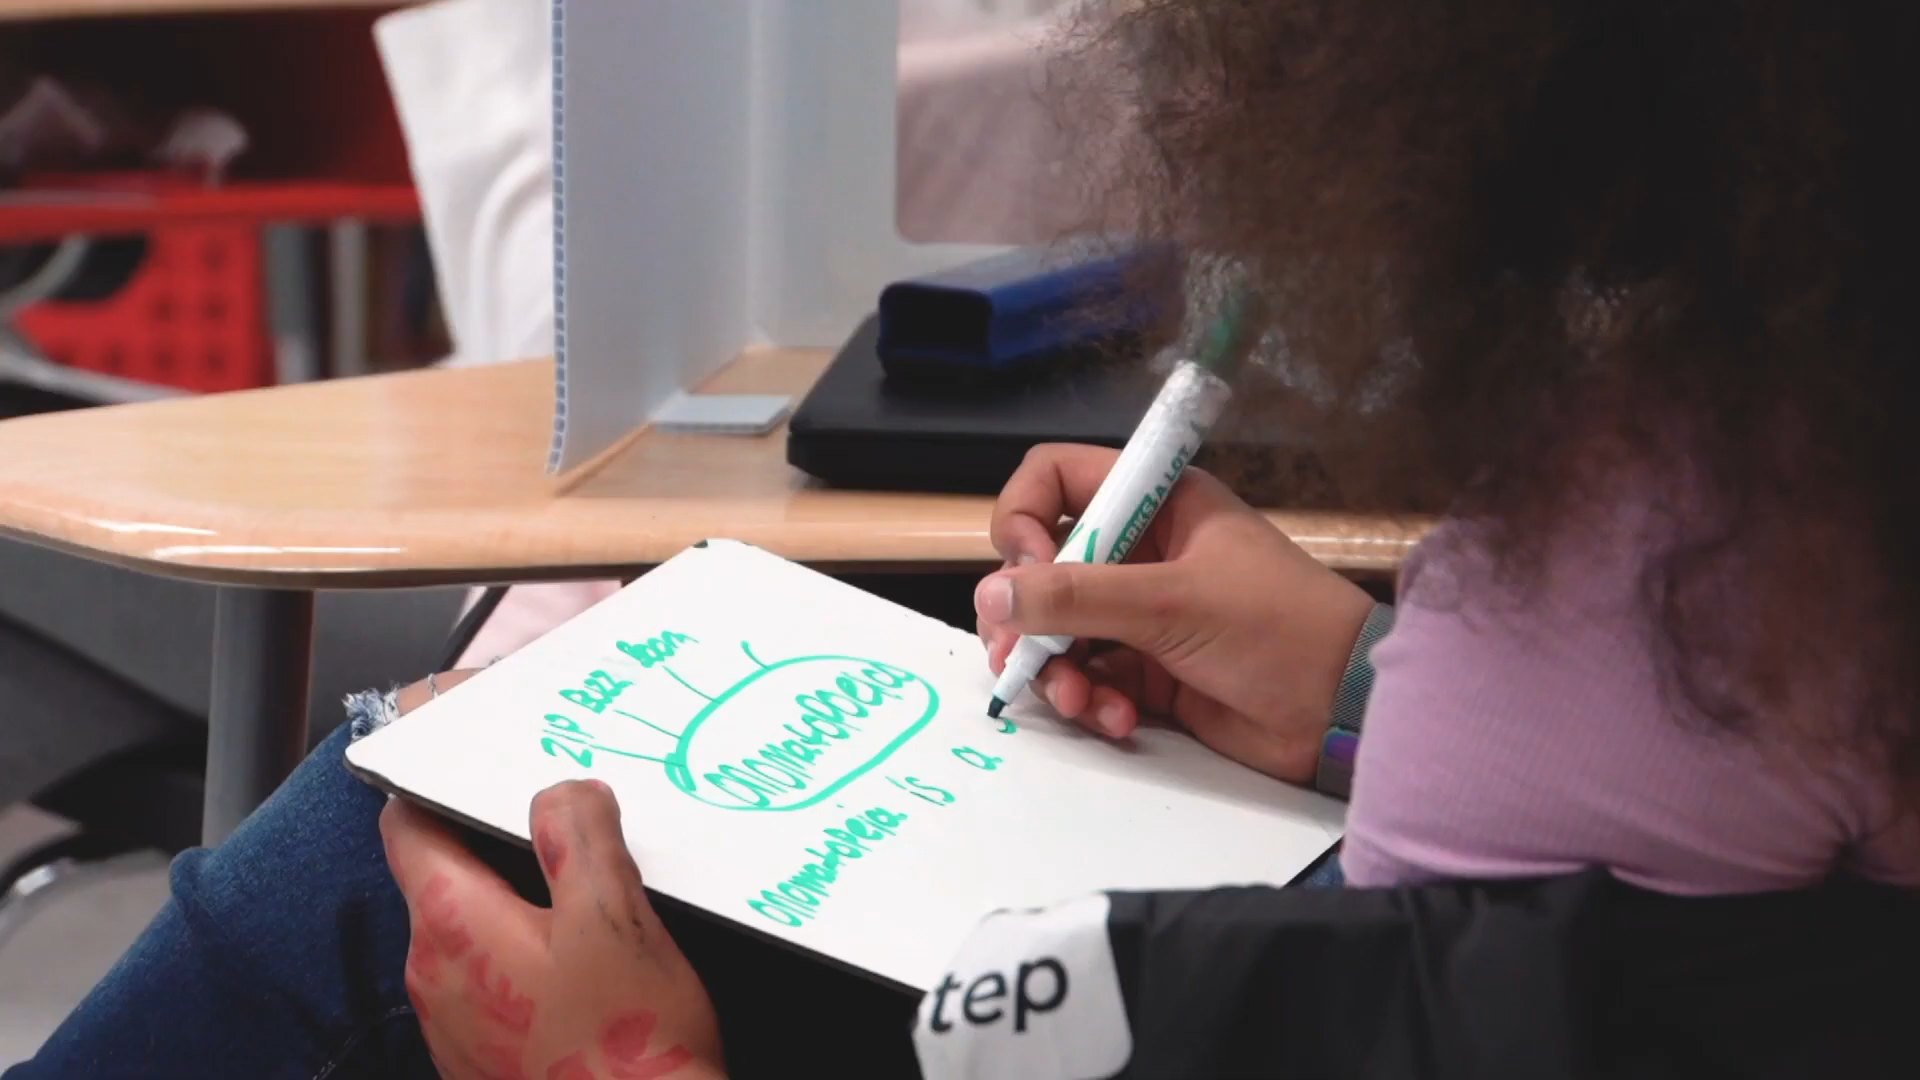 Zip Buzz Boom
onomatopoeia
onomatopoeia is a s
MARKS A LOT
tep